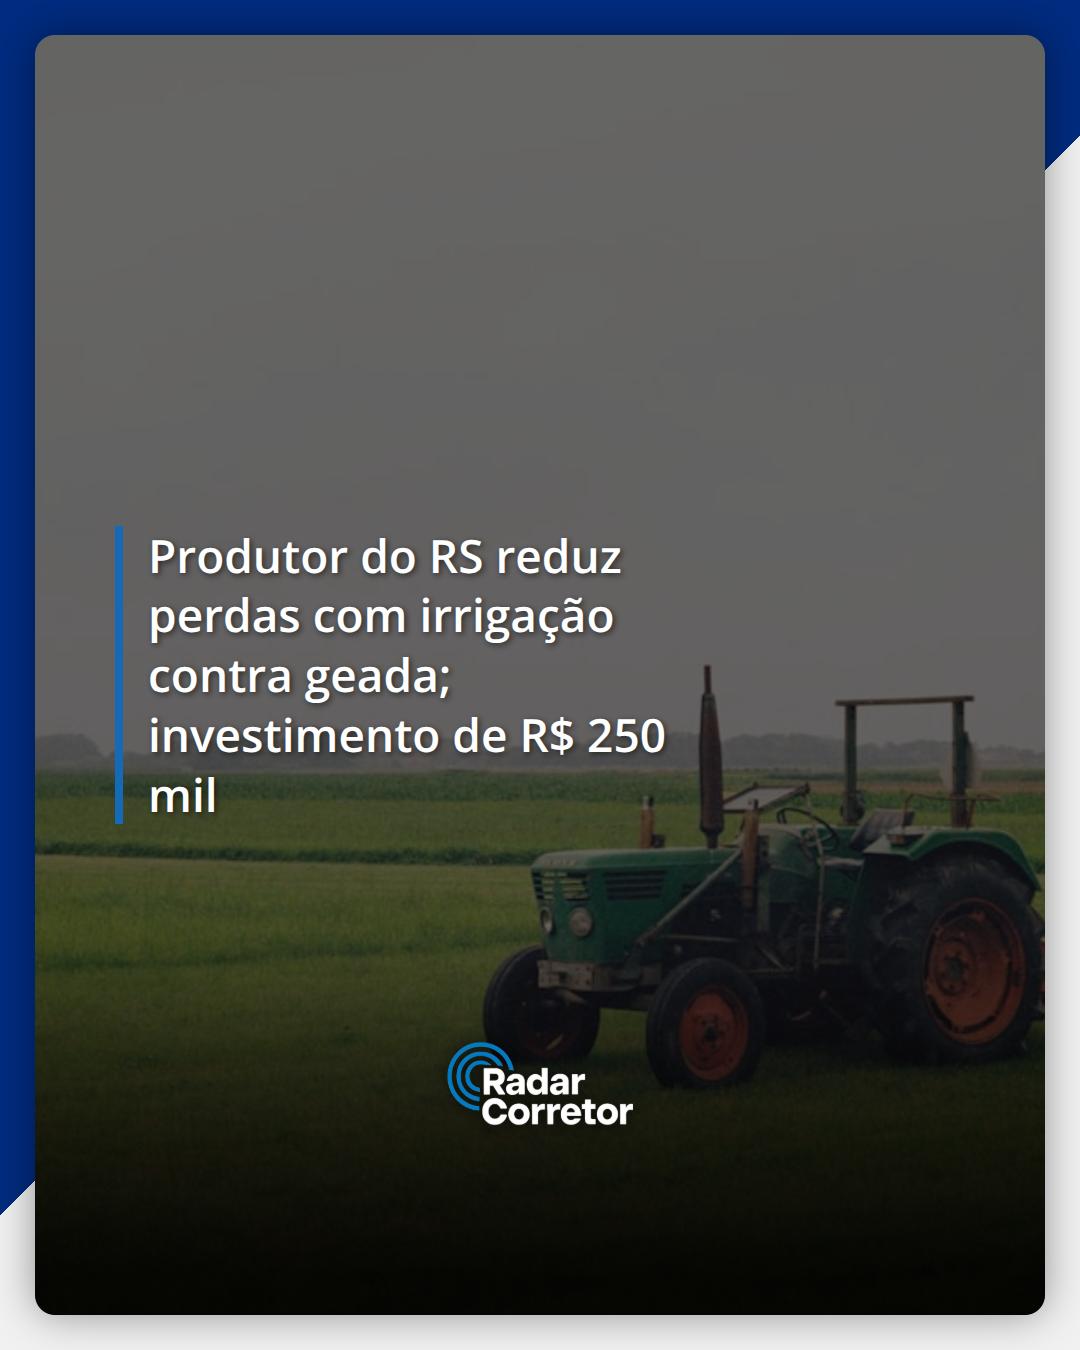 Produtor do RS reduz
perdas com irrigação
contra geada;
investimento de R$ 250
mil
Radar
Corretor